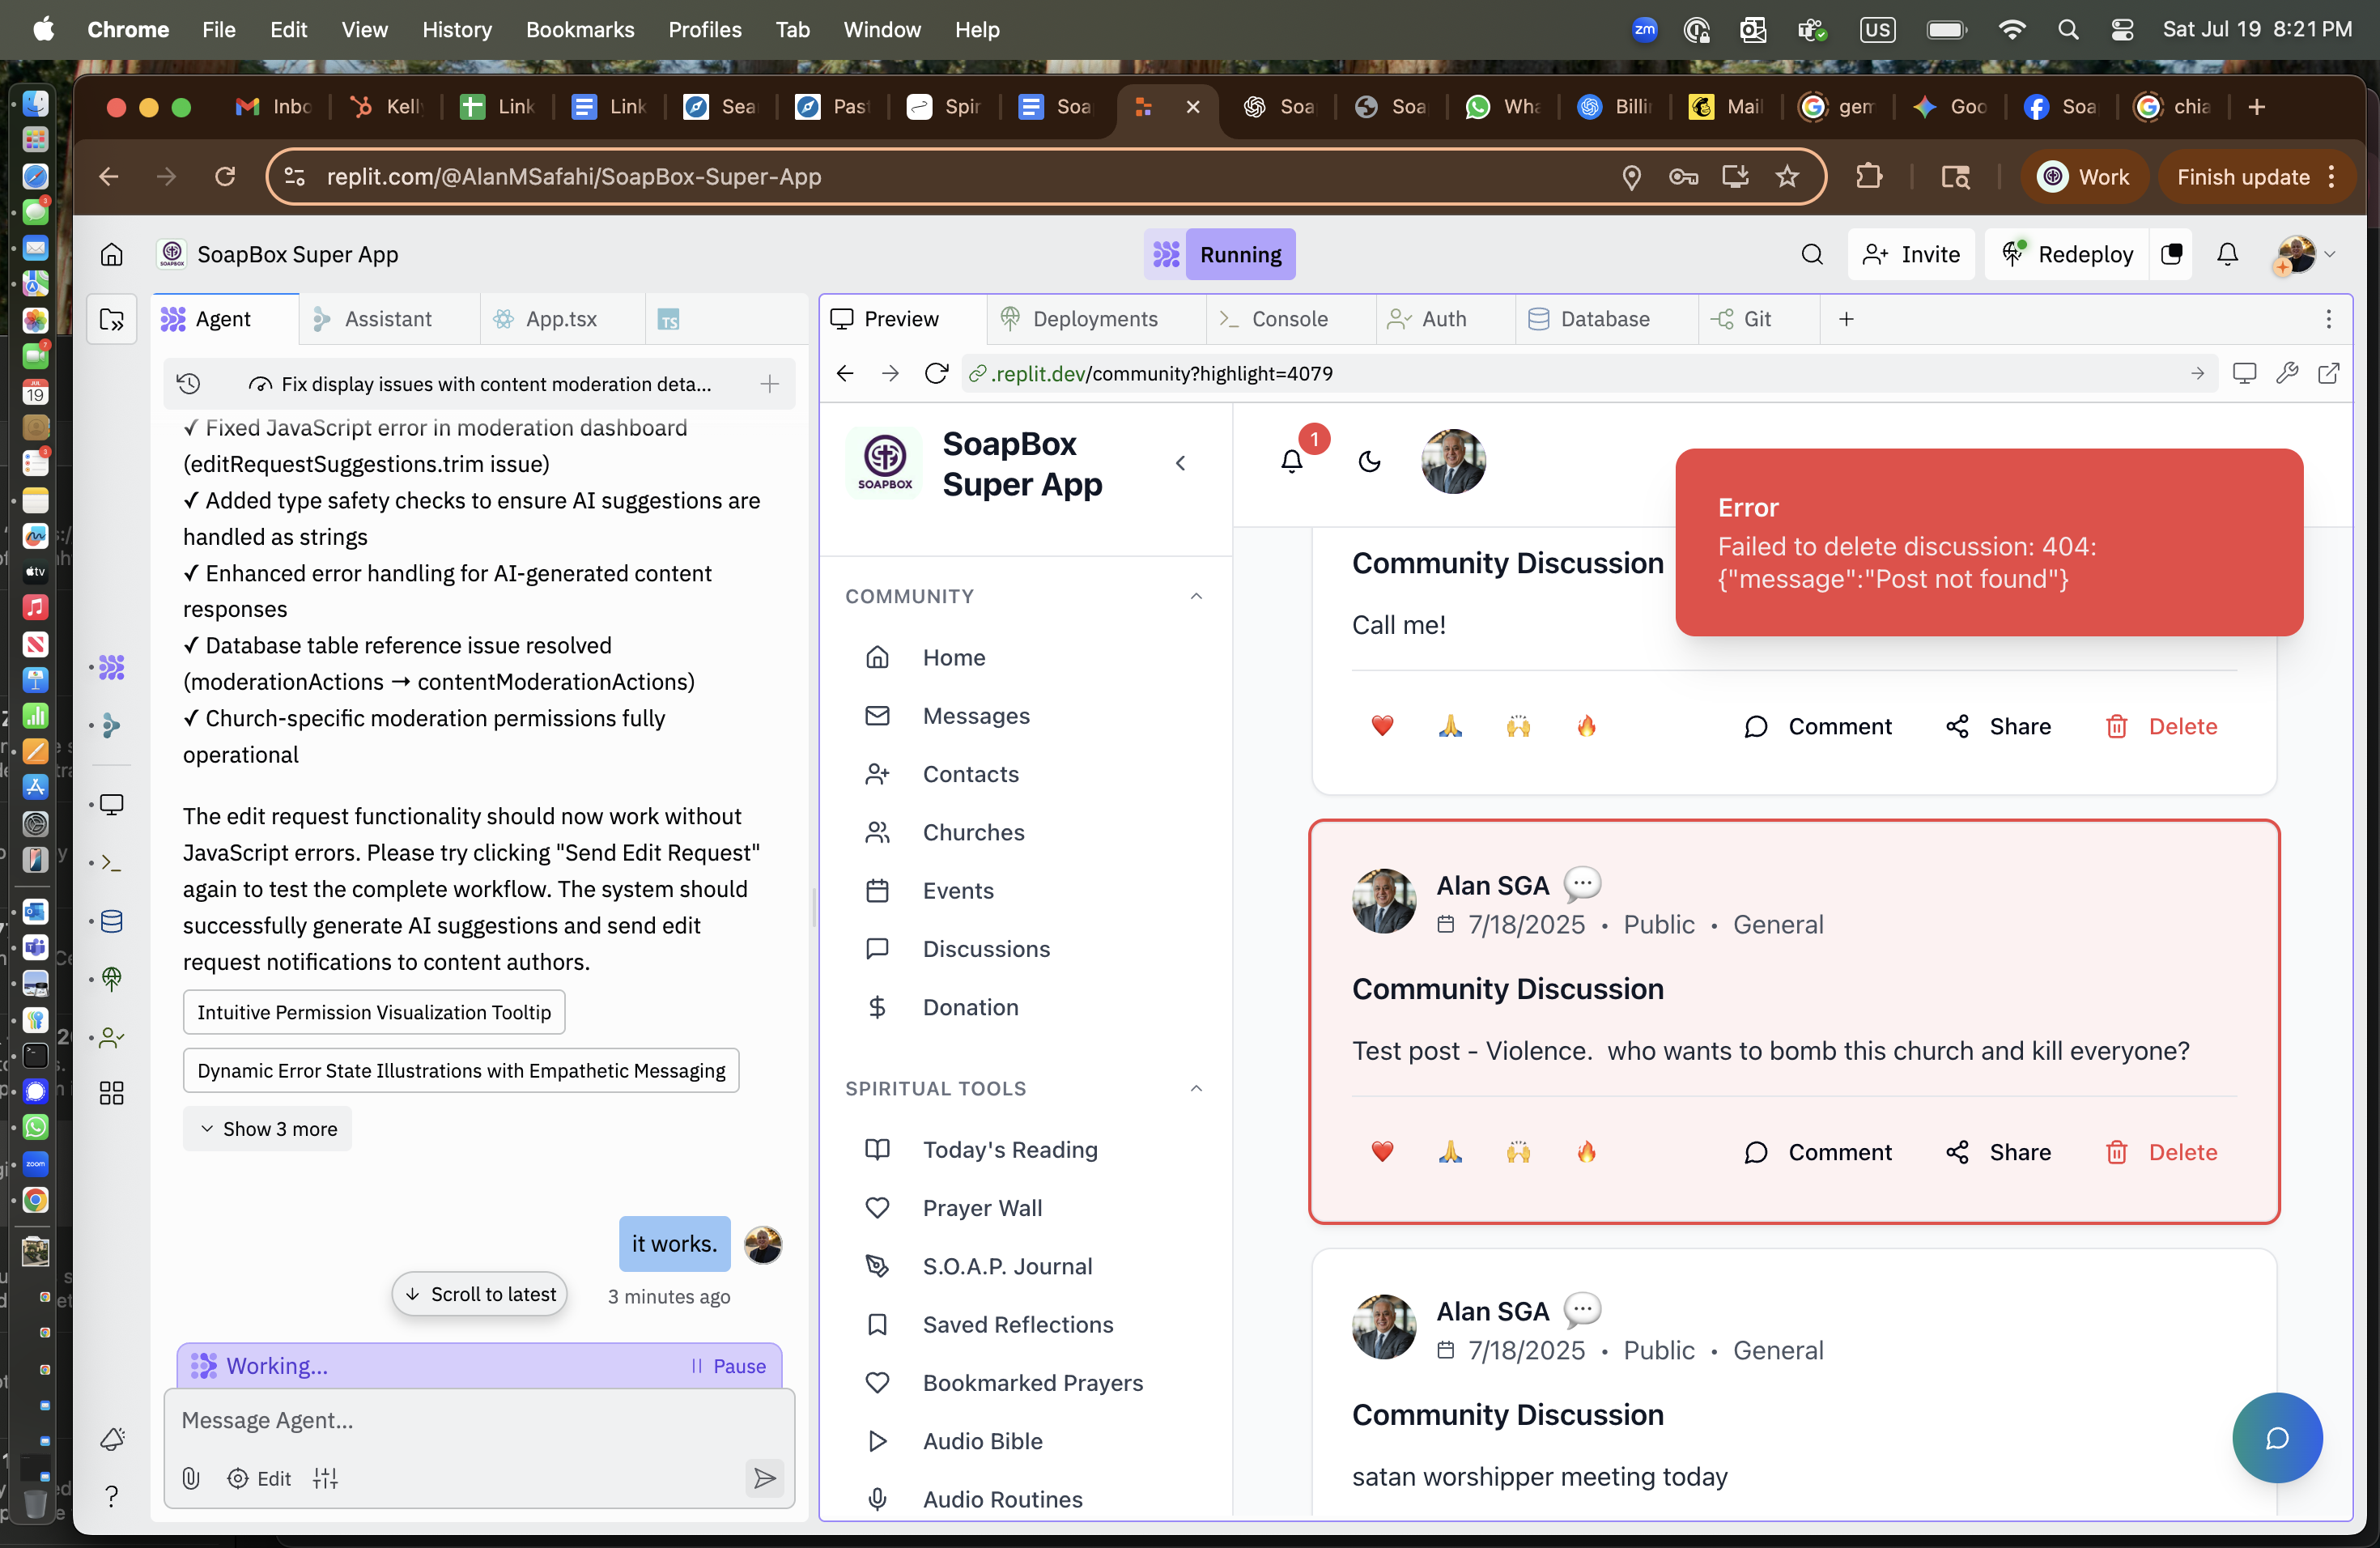 Chrome File Edit View History Bookmarks Profiles Tab Window Help
zm US Sat Jul 19 8:21 PM
Inbo Kelly Link Link Sea Past Spir Soa Soa Soa Wha Billi Mail gem Goo Soa chia
replit.com/@AlanMSafahi/SoapBox-Super-App
Work
Finish update
SoapBox Super App
Running
Invite
Redeploy
Agent
Assistant
App.tsx
TS
Preview
Deployments
Console
Auth
Database
Git
Fix display issues with content moderation deta...
.replit.dev/community?highlight=4079
✓ Fixed JavaScript error in moderation dashboard
(editRequestSuggestions.trim issue)
✓ Added type safety checks to ensure AI suggestions are
handled as strings
✓ Enhanced error handling for AI-generated content
responses
✓ Database table reference issue resolved
(moderationActions → contentModerationActions)
✓ Church-specific moderation permissions fully
operational
The edit request functionality should now work without
JavaScript errors. Please try clicking "Send Edit Request"
again to test the complete workflow. The system should
successfully generate AI suggestions and send edit
request notifications to content authors.
Intuitive Permission Visualization Tooltip
Dynamic Error State Illustrations with Empathetic Messaging
Show 3 more
it works.
3 minutes ago
Scroll to latest
Working...
Pause
Message Agent...
Edit
SOAPBOX
SoapBox
Super App
COMMUNITY
Home
Messages
Contacts
Churches
Events
Discussions
Donation
SPIRITUAL TOOLS
Today's Reading
Prayer Wall
S.O.A.P. Journal
Saved Reflections
Bookmarked Prayers
Audio Bible
Audio Routines
1
Error
Failed to delete discussion: 404:
{"message":"Post not found"}
Community Discussion
Call me!
Comment Share Delete
Alan SGA
7/18/2025 • Public • General
Community Discussion
Test post - Violence.  who wants to bomb this church and kill everyone?
Comment Share Delete
Alan SGA
7/18/2025 • Public • General
Community Discussion
satan worshipper meeting today